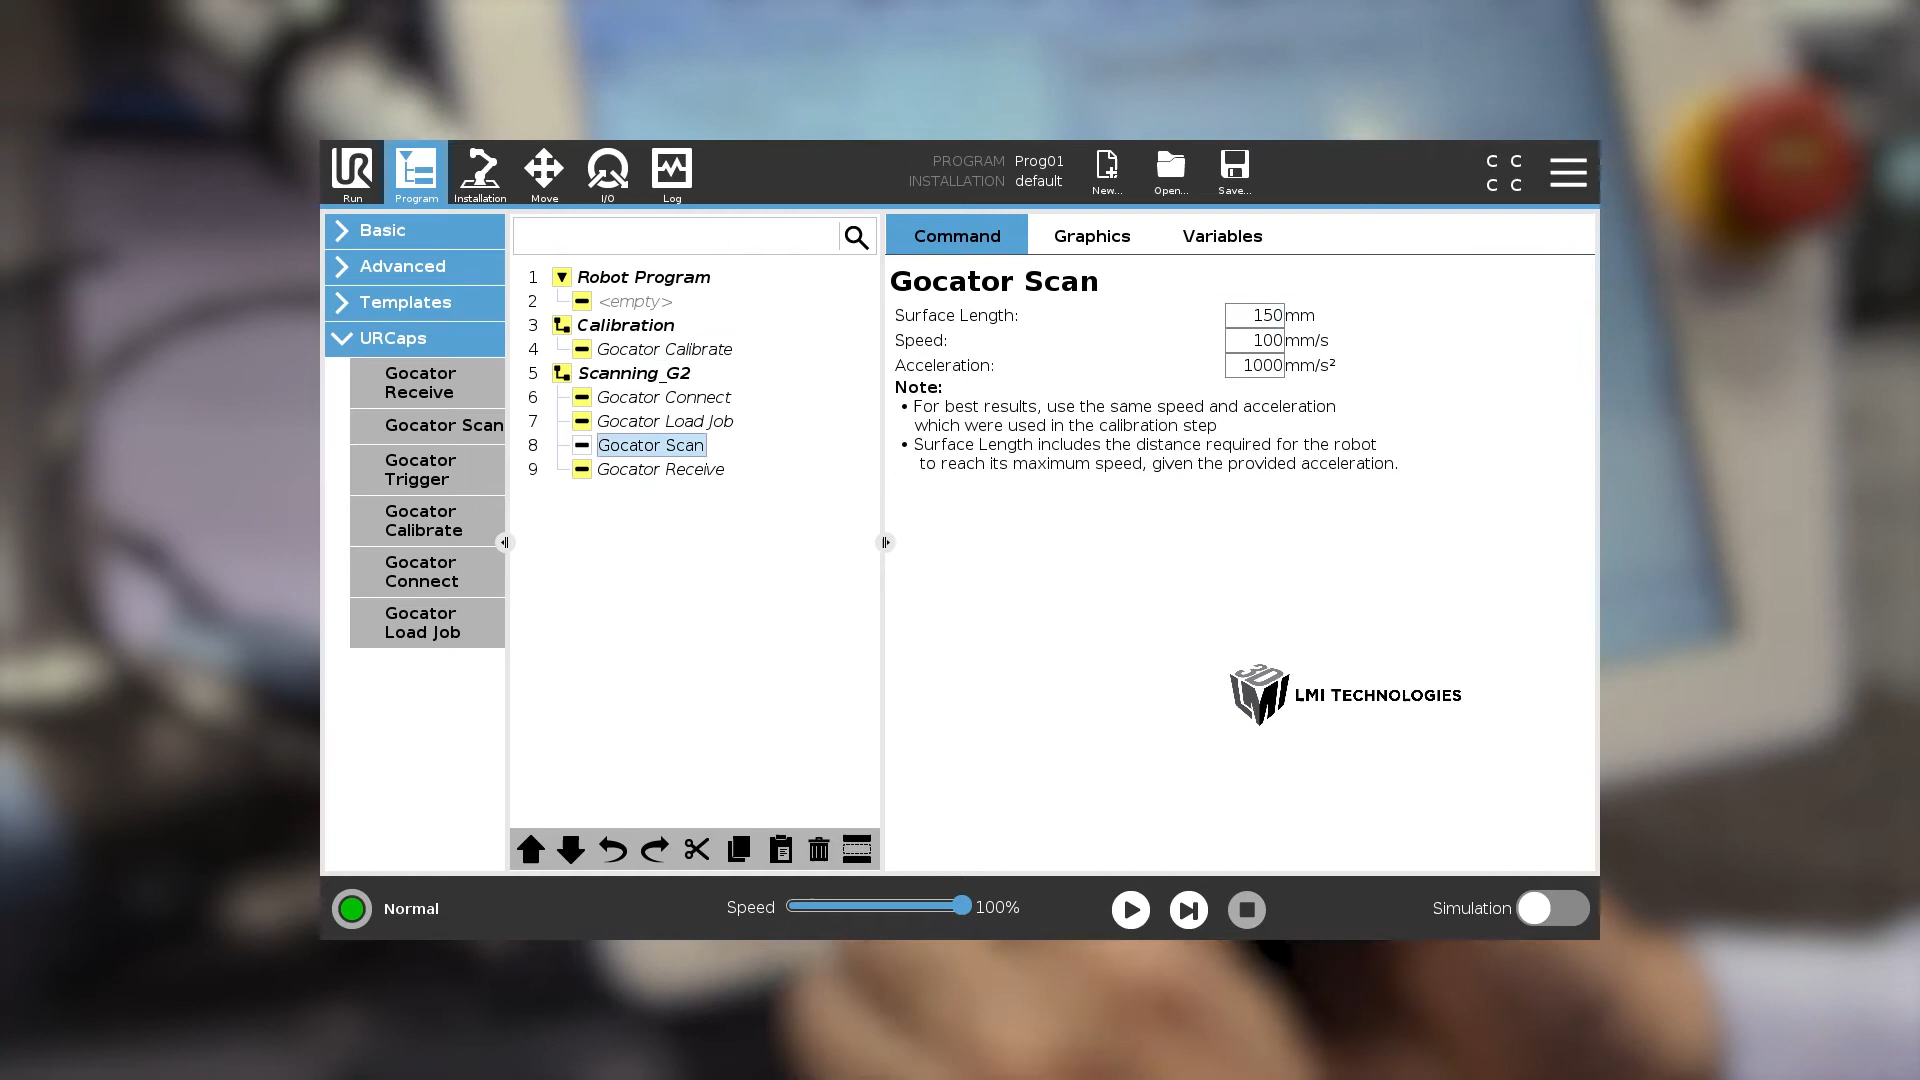 UR
Run
Program
Installation
Move
I/O
Log
PROGRAM Prog01
INSTALLATION default
New...
Open...
Save...
C C
C C
Basic
Advanced
Templates
URCaps
Gocator
Receive
Gocator Scan
Gocator
Trigger
Gocator
Calibrate
Gocator
Connect
Gocator
Load Job
1 Robot Program
2 <empty>
3 Calibration
4 Gocator Calibrate
5 Scanning_G2
6 Gocator Connect
7 Gocator Load Job
8 Gocator Scan
9 Gocator Receive
Command Graphics Variables
Gocator Scan
Surface Length: 150 mm
Speed: 100 mm/s
Acceleration: 1000 mm/s²
Note:
• For best results, use the same speed and acceleration
which were used in the calibration step
• Surface Length includes the distance required for the robot
to reach its maximum speed, given the provided acceleration.
3D
LMI TECHNOLOGIES
Normal
Speed 100%
Simulation